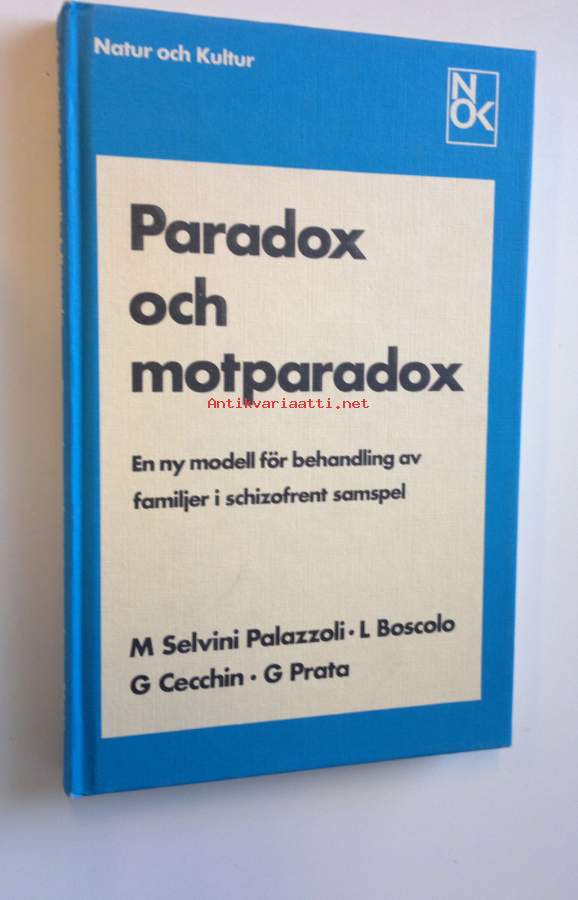 Natur och Kultur
N
OK
Paradox
och
motparadox
Antikvariaatti.net
En ny modell för behandling av
familjer i schizofrent samspel
M Selvini Palazzoli · L Boscolo
G Cecchin · G Prata